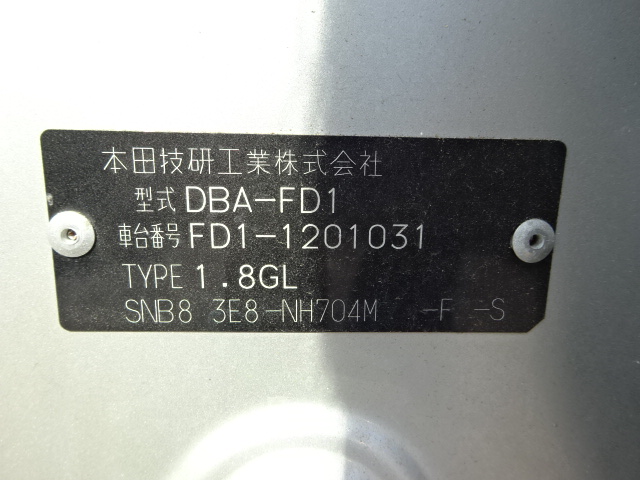 本田技研工業株式会社
型式 DBA-FD1
車台番号 FD1-1201031
TYPE 1.8GL
SNB8 3E8-NH704M -F -S